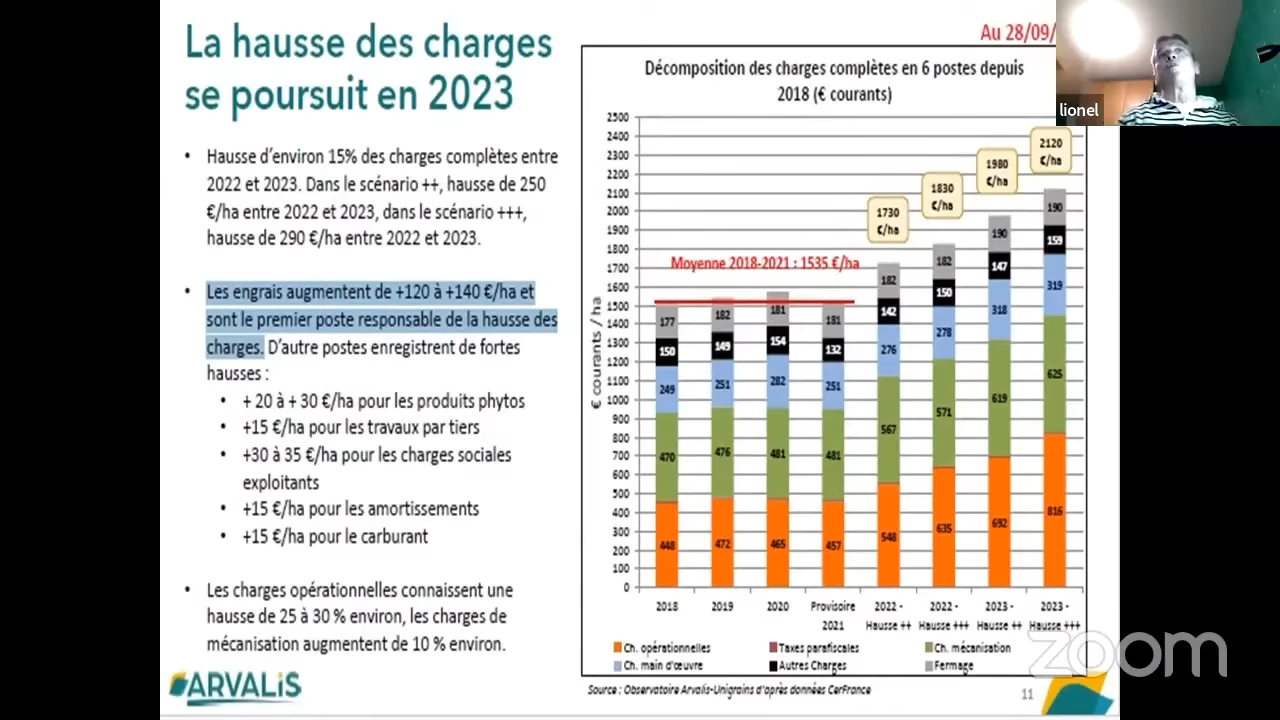 La hausse des charges
se poursuit en 2023
• Hausse d'environ 15% des charges complètes entre
2022 et 2023. Dans le scénario ++, hausse de 250
€/ha entre 2022 et 2023, dans le scénario +++,
hausse de 290 €/ha entre 2022 et 2023.
• Les engrais augmentent de +120 à +140 €/ha et
sont le premier poste responsable de la hausse des
charges. D'autre postes enregistrent de fortes
hausses :
• + 20 à + 30 €/ha pour les produits phytos
• +15 €/ha pour les travaux par tiers
• +30 à 35 €/ha pour les charges sociales
exploitants
• +15 €/ha pour les amortissements
• +15 €/ha pour le carburant
• Les charges opérationnelles connaissent une
hausse de 25 à 30 % environ, les charges de
mécanisation augmentent de 10 % environ.
ARVALIS
Au 28/09/
lionel
Décomposition des charges complètes en 6 postes depuis
2018 (€ courants)
€ courants / ha
2500
2400
2300
2200
2100
2000
1900
1800
1700
1600
1500
1400
1300
1200
1100
1000
900
800
700
600
500
400
300
200
100
0
Moyenne 2018-2021 : 1535 €/ha
1730
€/ha
1830
€/ha
1980
€/ha
2120
€/ha
177 182 181 181 182 182 190 190
150 149 154 132 142 150 147 159
249 251 282 251 276 278 318 319
470 476 481 481 567 571 619 625
448 472 465 457 548 635 692 816
2018 2019 2020 Provisoire 2022 - 2022 - 2023 - 2023 -
2021 Hausse ++ Hausse +++ Hausse ++ Hausse +++
Ch. opérationnelles Taxes parafiscales Ch. mécanisation
Ch. main d'œuvre Autres Charges Fermage
Source : Observatoire Arvalis-Unigrains d'après données CerFrance
11
zoom